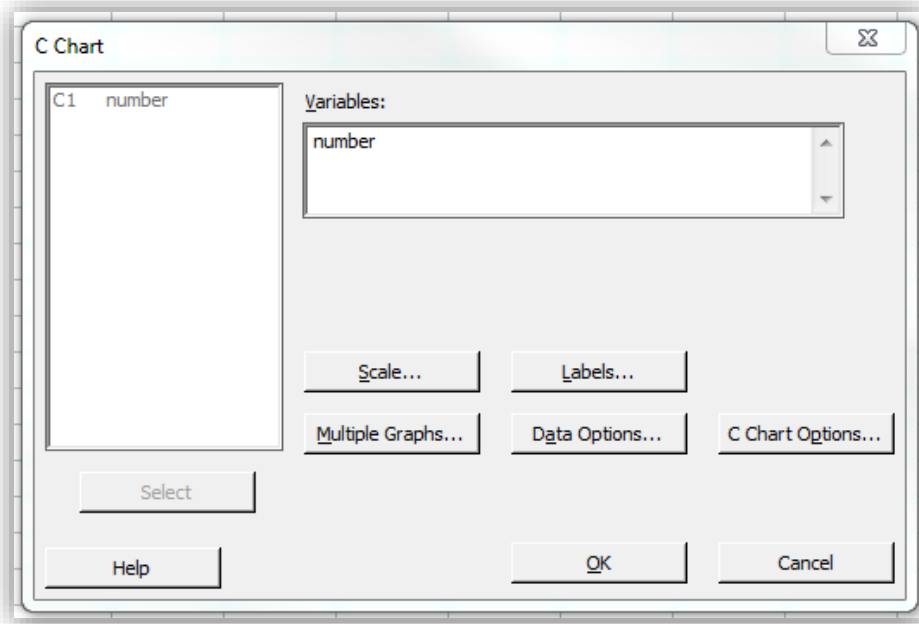 C Chart
C1 number
Variables:
number
Scale...
Labels...
Multiple Graphs...
Data Options...
C Chart Options...
Select
Help
OK
Cancel